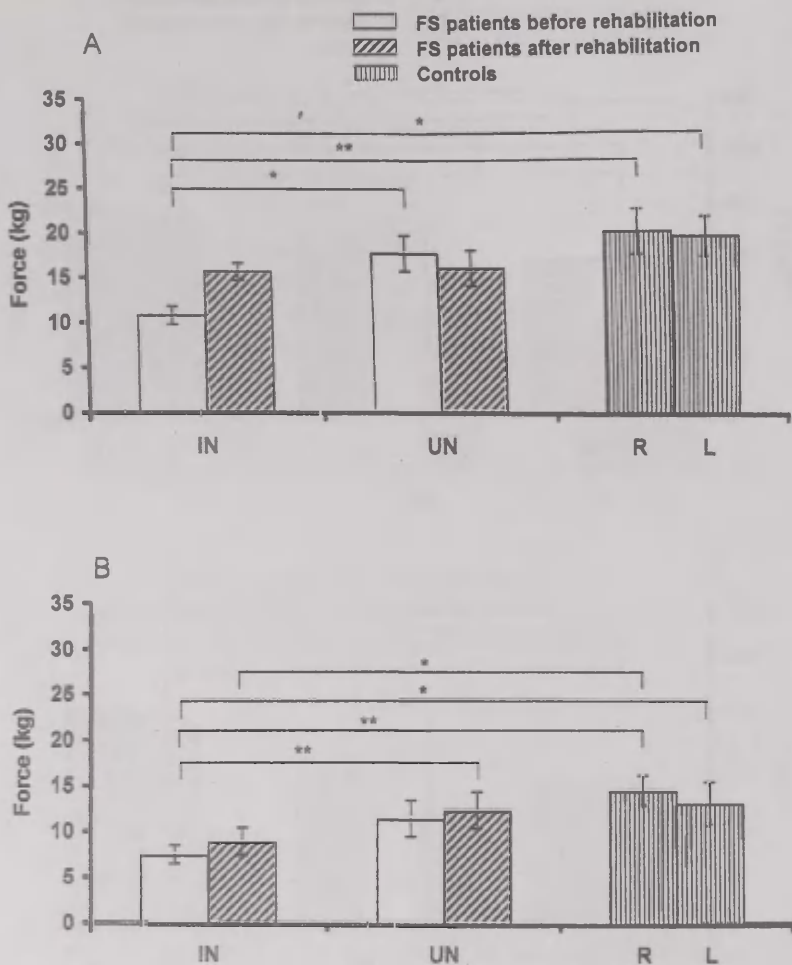 FS patients before rehabilitation
FS patients after rehabilitation
Controls
A
35
30
25
20
15
10
5
0
Force (kg)
*
**
*
IN
UN
R
L
B
35
30
25
20
15
10
5
0
Force (kg)
*
*
**
**
IN
UN
R
L